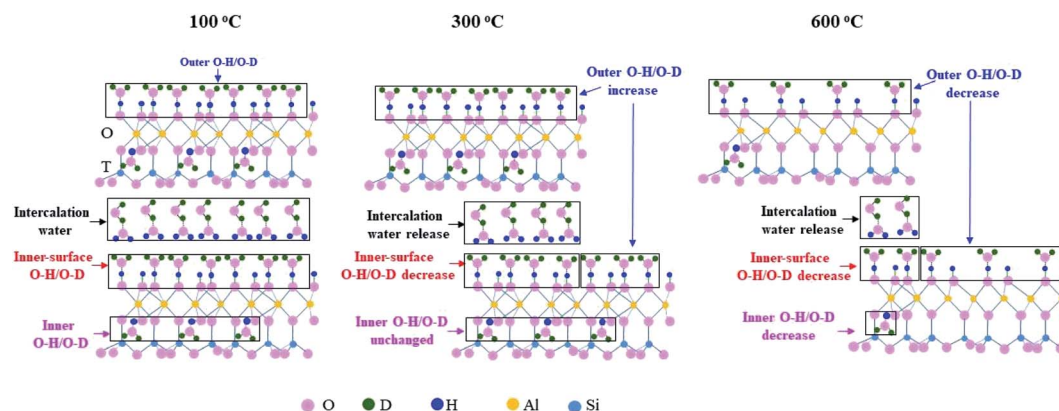 100 °C
300 °C
600 °C
Outer O-H/O-D
O
T
Intercalation
water
Inner-surface
O-H/O-D
Inner
O-H/O-D
Outer O-H/O-D
increase
Intercalation
water release
Inner-surface
O-H/O-D decrease
Inner O-H/O-D
unchanged
Outer O-H/O-D
decrease
Intercalation
water release
Inner-surface
O-H/O-D decrease
Inner O-H/O-D
decrease
O
D
H
Al
Si